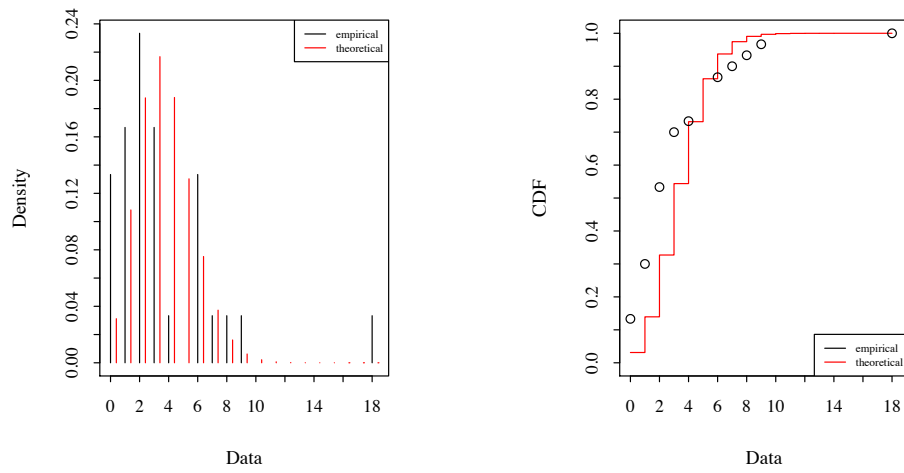 0.24
0.20
0.16
0.12
0.08
0.04
0.00
Density
empirical
theoretical
0 2 4 6 8 10 14 18
Data
1.0
0.8
0.6
0.4
0.2
0.0
CDF
empirical
theoretical
0 2 4 6 8 10 14 18
Data